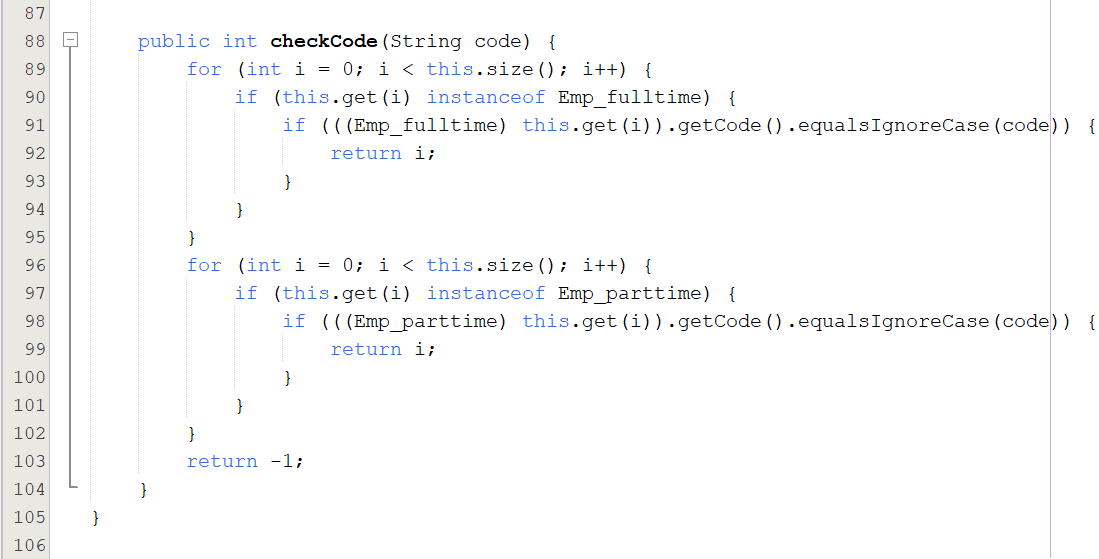 87
88 public int checkCode(String code) {
89 for (int i = 0; i < this.size(); i++) {
90 if (this.get(i) instanceof Emp_fulltime) {
91 if (((Emp_fulltime) this.get(i)).getCode().equalsIgnoreCase(code)) {
92 return i;
93 }
94 }
95 }
96 for (int i = 0; i < this.size(); i++) {
97 if (this.get(i) instanceof Emp_parttime) {
98 if (((Emp_parttime) this.get(i)).getCode().equalsIgnoreCase(code)) {
99 return i;
100 }
101 }
102 }
103 return -1;
104 }
105 }
106